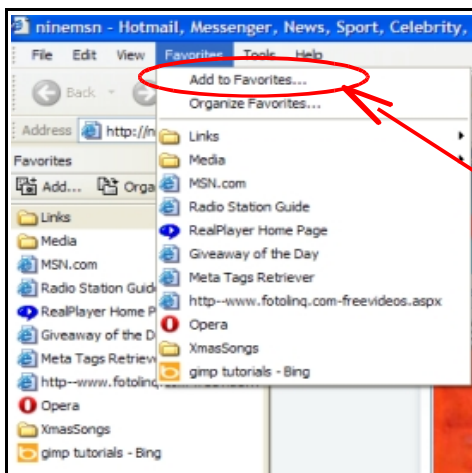 ninemsn - Hotmail, Messenger, News, Sport, Celebrity,
File Edit View Favorites Tools Help
Add to Favorites...
Back
Organize Favorites...
Address http://n
Links
Favorites
Media
Add... Orga
MSN.com
Radio Station Guide
RealPlayer Home Page
Giveaway of the Day
Meta Tags Retriever
http--www.fotolinq.com-freevideos.aspx
Opera
XmasSongs
gimp tutorials - Bing
Links
Media
MSN.com
Radio Station Guid
RealPlayer Home P
Giveaway of the D
Meta Tags Retriev
http--www.fotolinq
Opera
XmasSongs
gimp tutorials - Bing